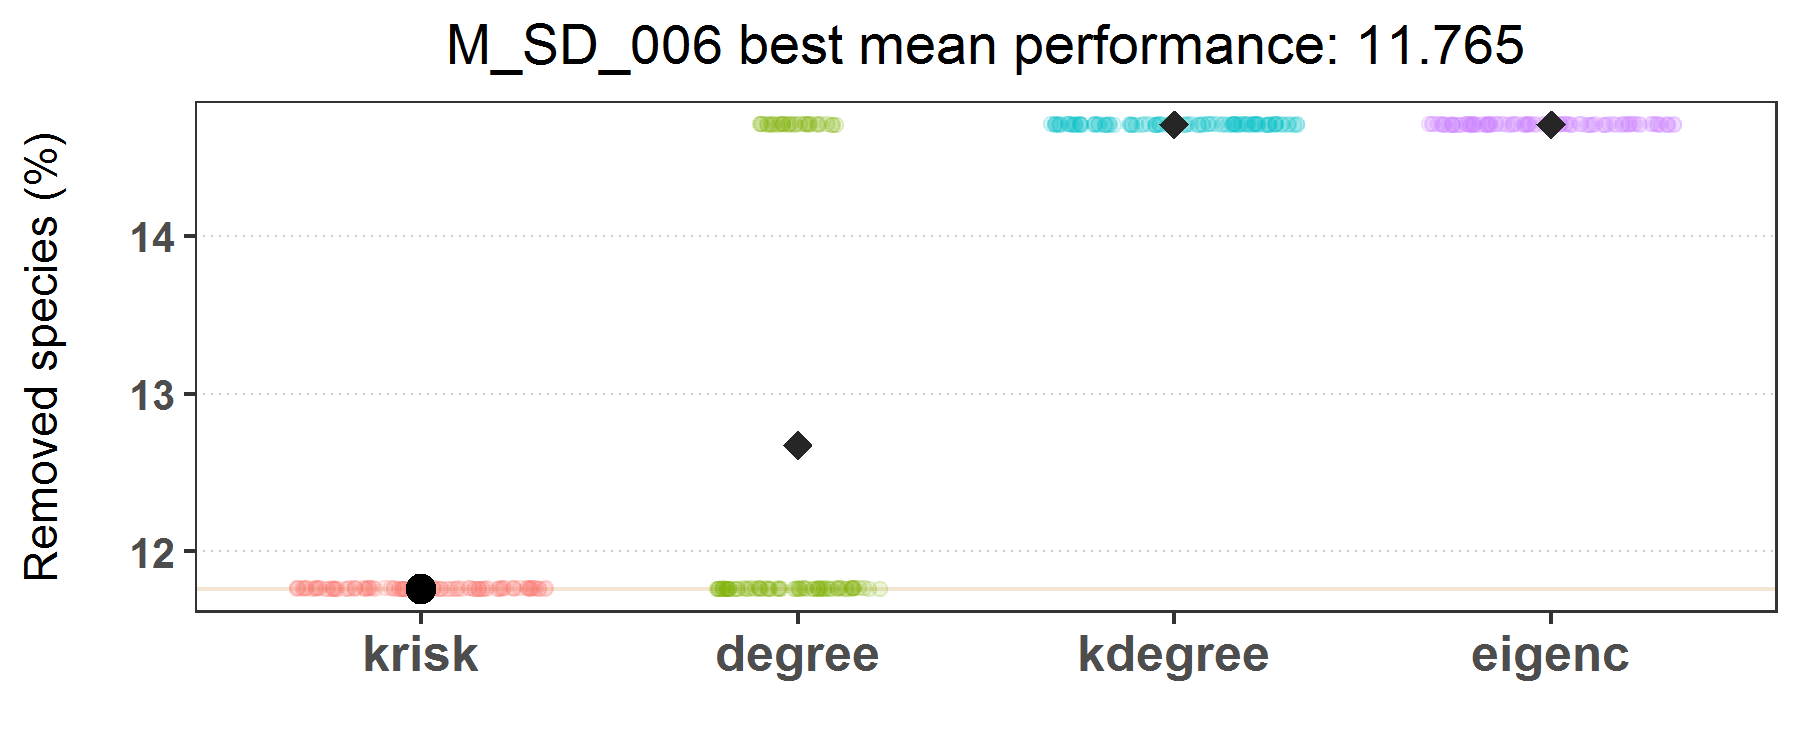 M_SD_006 best mean performance: 11.765
Removed species (%)
14
13
12
krisk degree kdegree eigenc